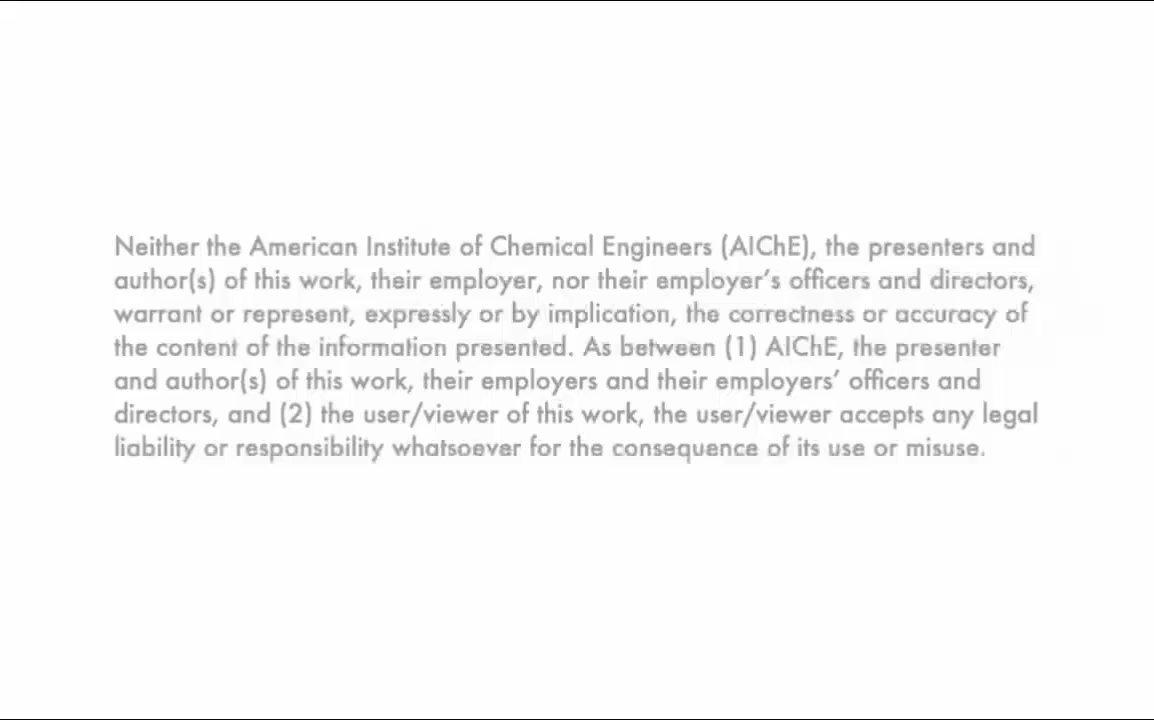 Neither the American Institute of Chemical Engineers (AIChE), the presenters and
author(s) of this work, their employer, nor their employer’s officers and directors,
warrant or represent, expressly or by implication, the correctness or accuracy of
the content of the information presented. As between (1) AIChE, the presenter
and author(s) of this work, their employers and their employers’ officers and
directors, and (2) the user/viewer of this work, the user/viewer accepts any legal
liability or responsibility whatsoever for the consequence of its use or misuse.